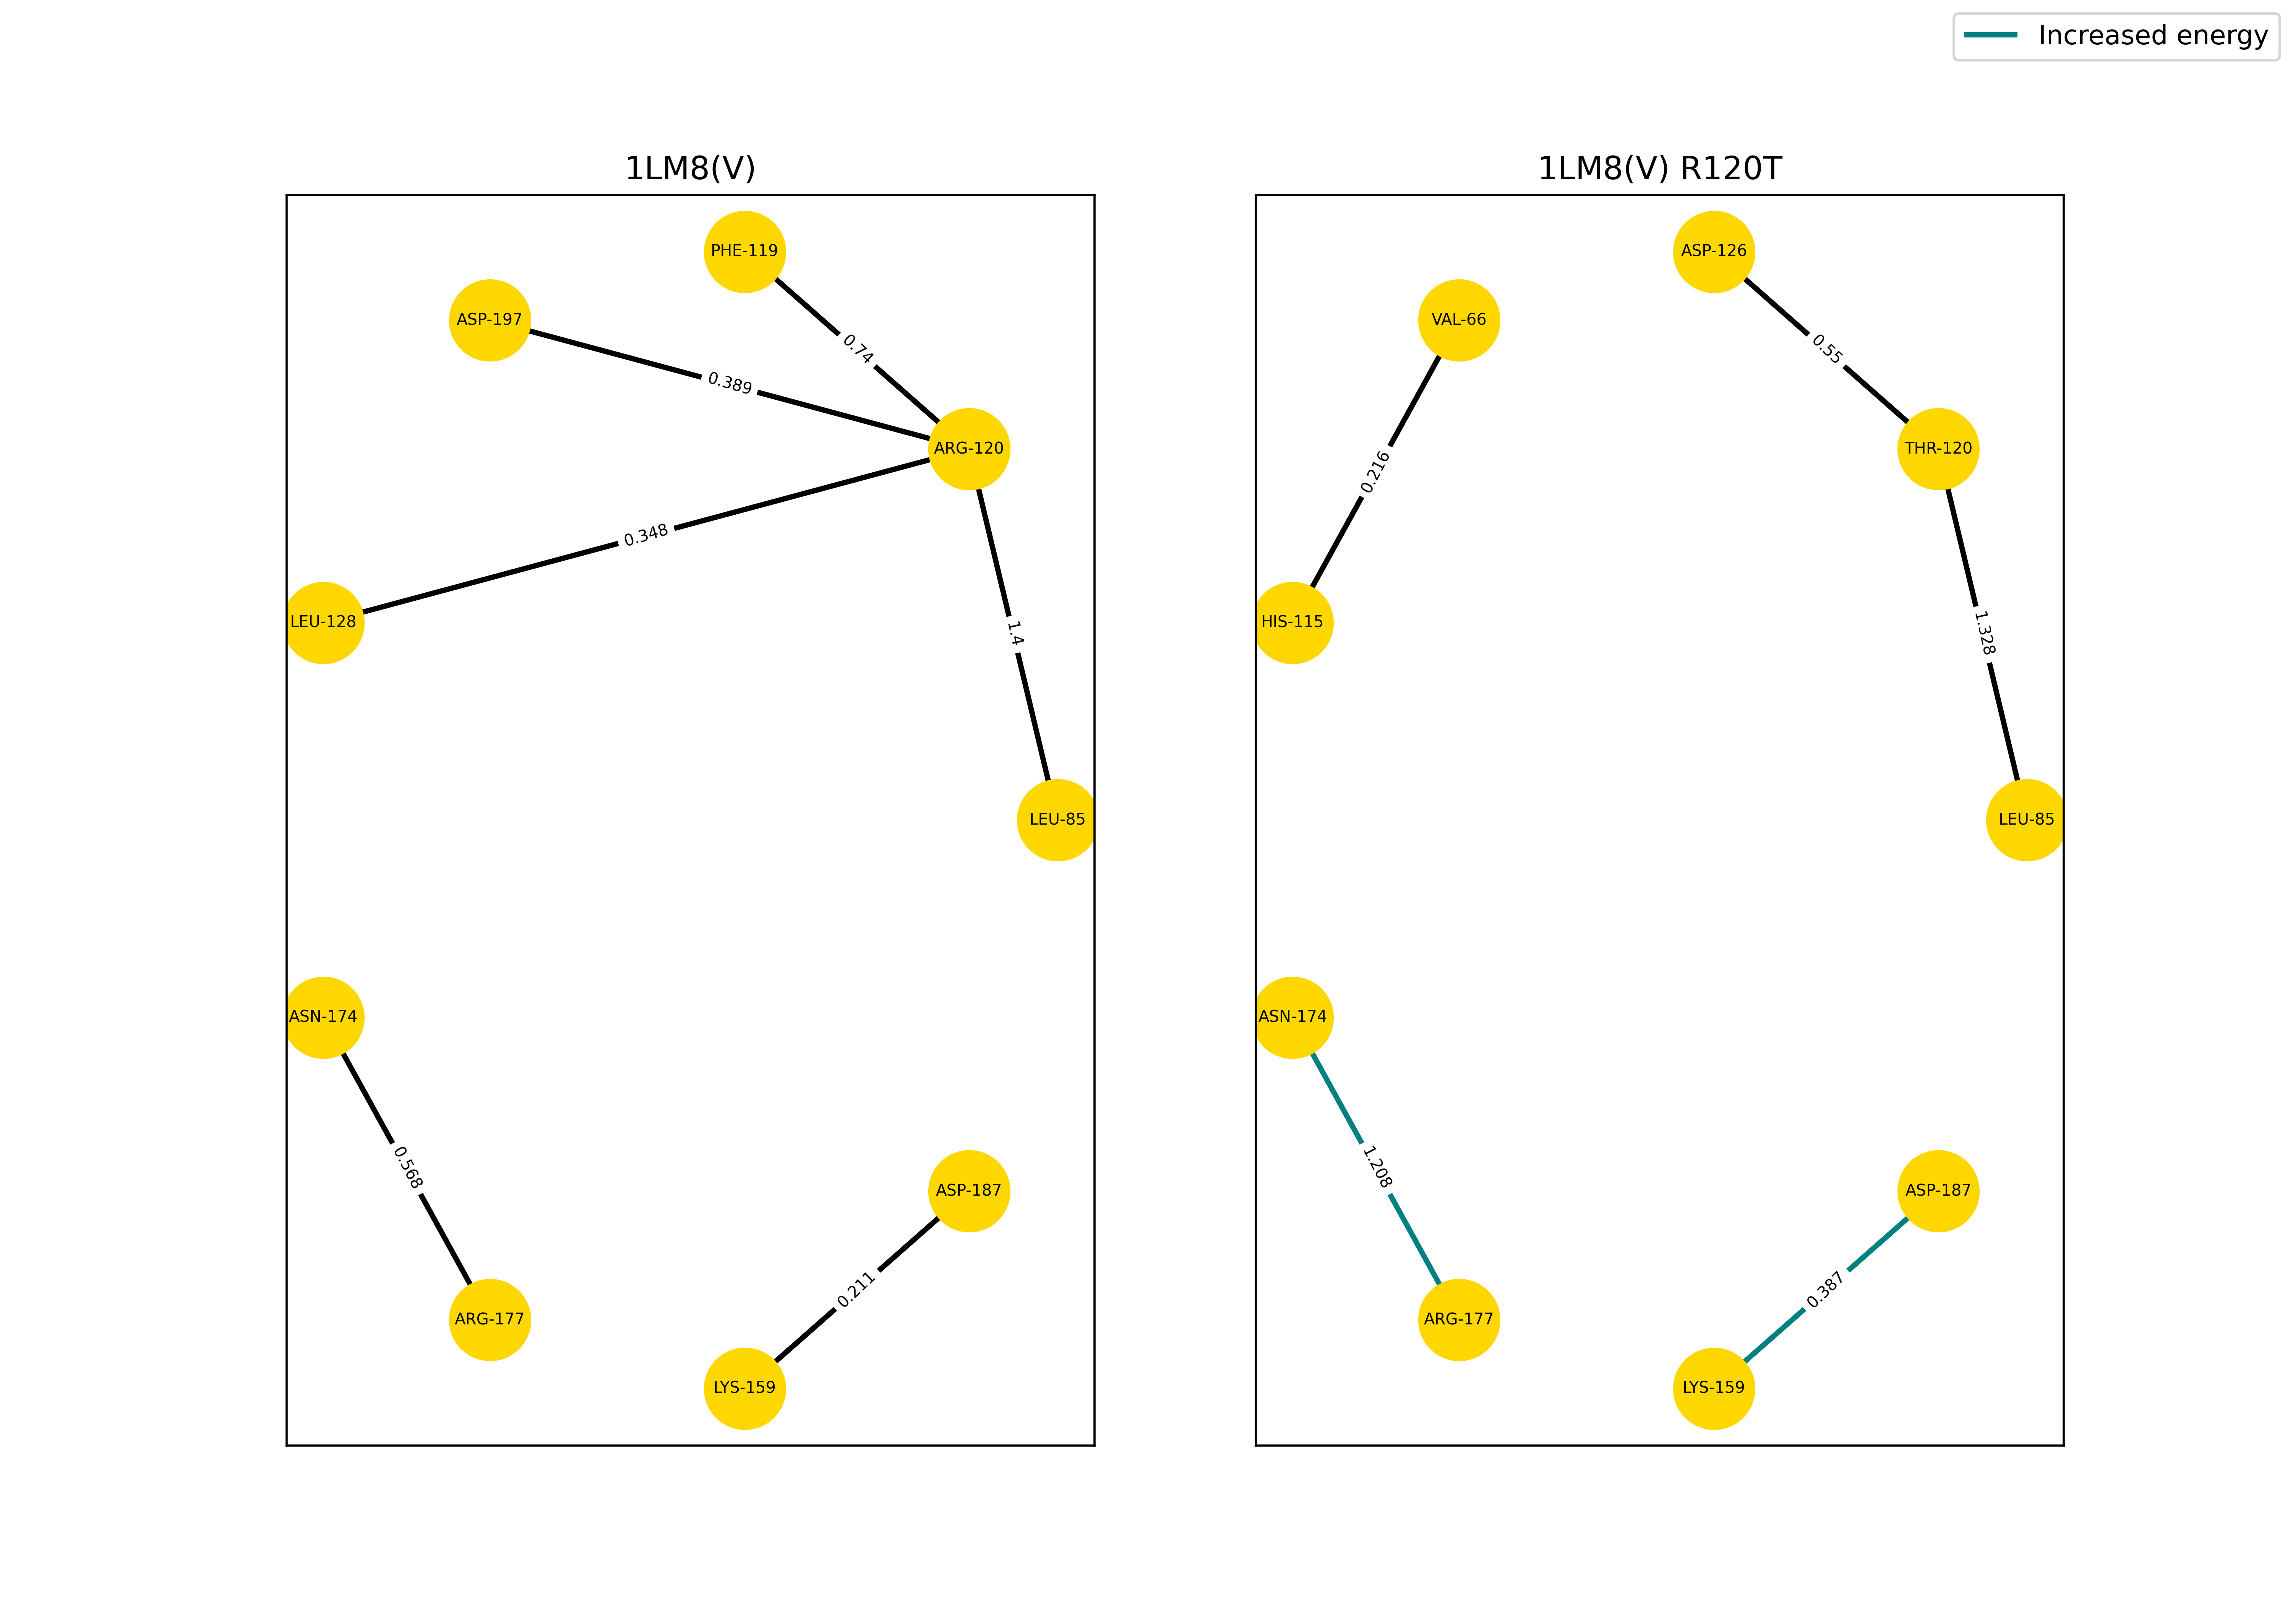 Increased energy
1LM8(V)
PHE-119
ASP-197
0.74
0.389
ARG-120
0.348
LEU-128
1.4
LEU-85
ASN-174
0.568
ASP-187
0.211
ARG-177
LYS-159
1LM8(V) R120T
ASP-126
VAL-66
0.55
THR-120
0.216
HIS-115
1.328
LEU-85
ASN-174
1.208
ASP-187
0.387
ARG-177
LYS-159